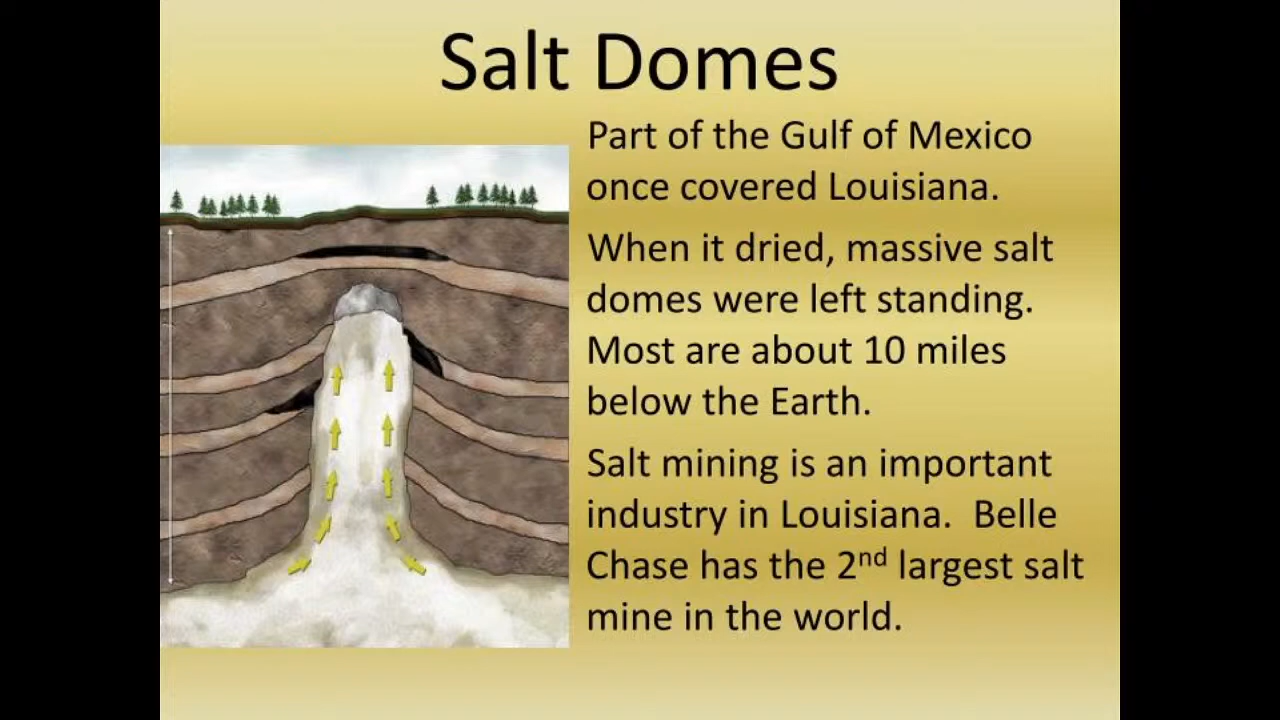 Salt Domes
Part of the Gulf of Mexico
once covered Louisiana.
When it dried, massive salt
domes were left standing.
Most are about 10 miles
below the Earth.
Salt mining is an important
industry in Louisiana.  Belle
Chase has the 2nd largest salt
mine in the world.